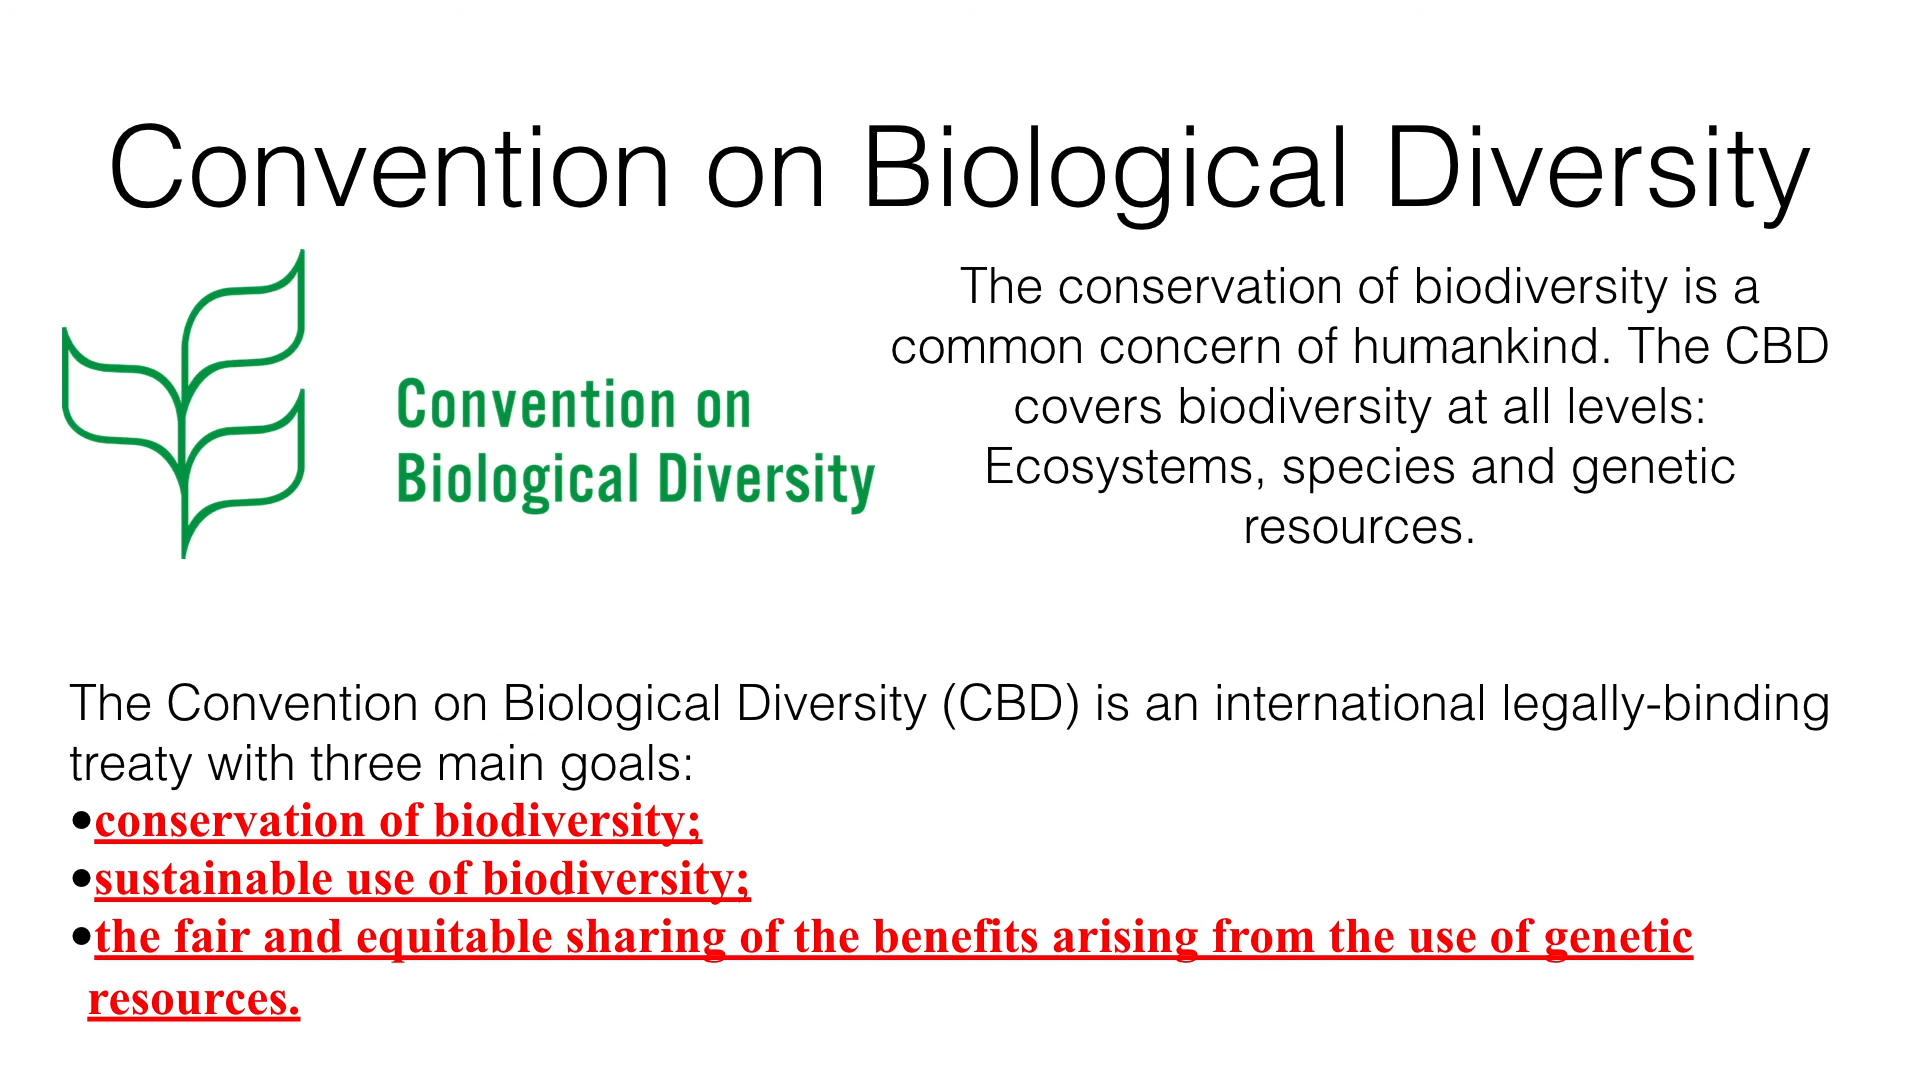 Convention on Biological Diversity
Convention on
Biological Diversity
The conservation of biodiversity is a
common concern of humankind. The CBD
covers biodiversity at all levels:
Ecosystems, species and genetic
resources.
The Convention on Biological Diversity (CBD) is an international legally-binding
treaty with three main goals:
•conservation of biodiversity;
•sustainable use of biodiversity;
•the fair and equitable sharing of the benefits arising from the use of genetic
resources.